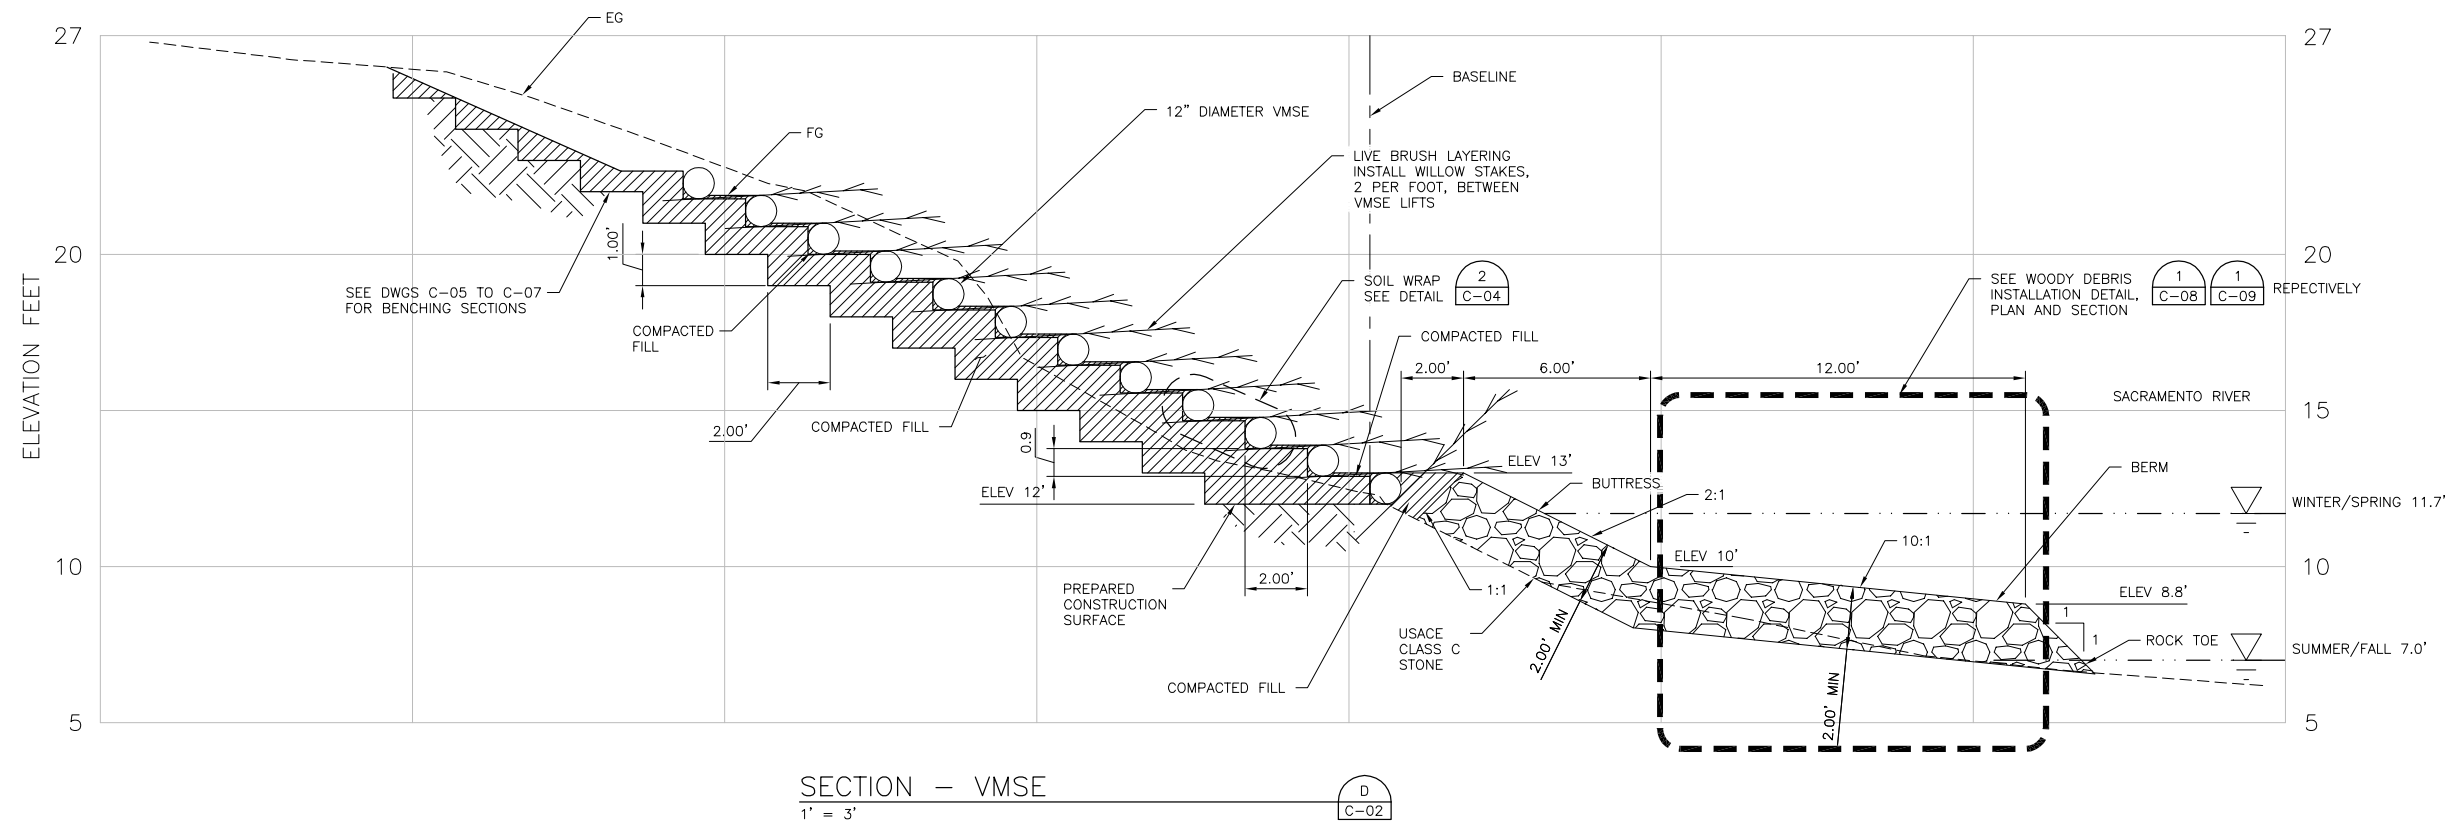 EG
27
27
BASELINE
12” DIAMETER VMSE
FG
LIVE BRUSH LAYERING
INSTALL WILLOW STAKES,
2 PER FOOT, BETWEEN
VMSE LIFTS
1.00’
20
20
SOIL WRAP
SEE DETAIL
2
C-04
SEE WOODY DEBRIS
INSTALLATION DETAIL,
PLAN AND SECTION
1
C-08
1
C-09
REPECTIVELY
SEE DWGS C-05 TO C-07
FOR BENCHING SECTIONS
COMPACTED
FILL
COMPACTED FILL
ELEVATION FEET
2.00’
6.00’
12.00’
SACRAMENTO RIVER
15
2.00’
COMPACTED FILL
0.9
ELEV 13’
BERM
BUTTRESS
2:1
ELEV 12’
WINTER/SPRING 11.7’
10:1
10
ELEV 10’
10
2.00’
PREPARED
CONSTRUCTION
SURFACE
1:1
ELEV 8.8’
1
1
USACE
CLASS C
STONE
2.00’ MIN
ROCK TOE
SUMMER/FALL 7.0’
COMPACTED FILL
2.00’ MIN
5
5
SECTION - VMSE
1’ = 3’
D
C-02